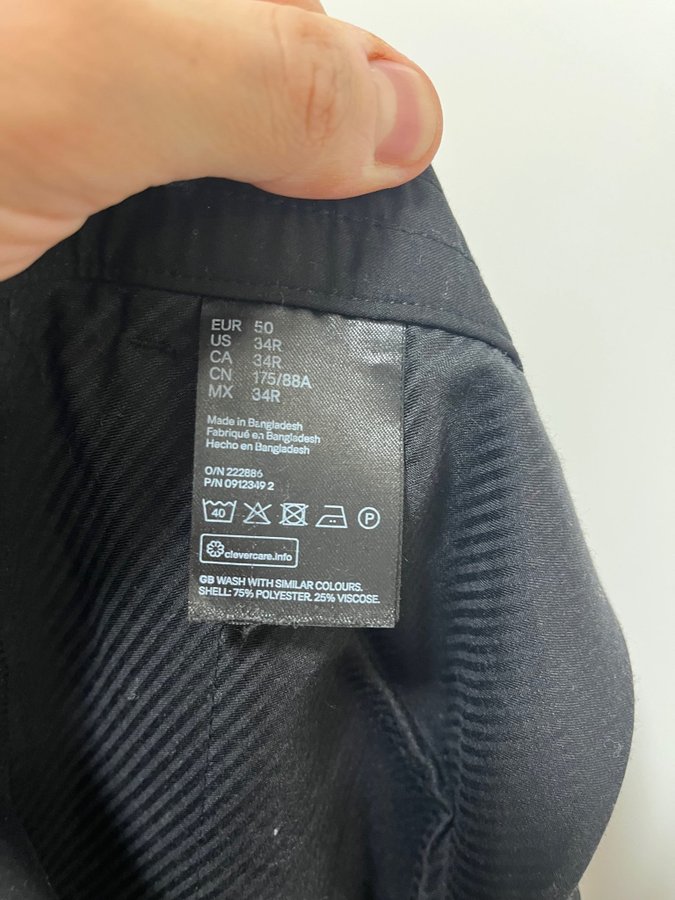 EUR 50
US 34R
CA 34R
CN 175/88A
MX 34R
Made in Bangladesh
Fabriqué en Bangladesh
Hecho en Bangladesh
O/N 222886
P/N 0912349 2
40 P
clevercare.info
GB WASH WITH SIMILAR COLOURS.
SHELL: 75% POLYESTER. 25% VISCOSE.